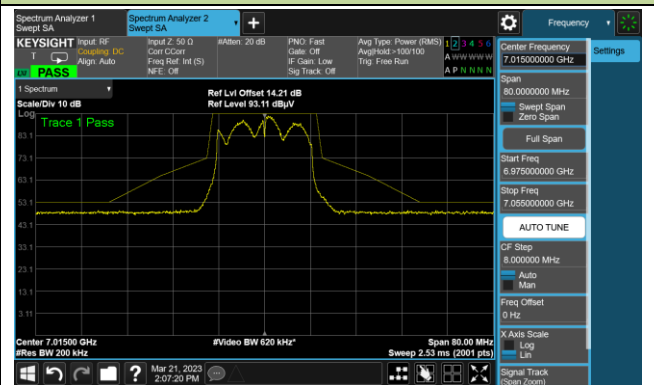 Spectrum Analyzer 1
Swept SA
Spectrum Analyzer 2
Swept SA
Frequency
KEYSIGHT
T
LXI
PASS
Input: RF
Coupling: DC
Align: Auto
Input Z: 50 Ω
Corr CCorr
Freq Ref: Int (S)
NFE: Off
#Atten: 20 dB
PNO: Fast
Gate: Off
IF Gain: Low
Sig Track: Off
Avg Type: Power (RMS)
Avg|Hold:>100/100
Trig: Free Run
1 2 3 4 5 6
A W W W W W
A P N N N N
1 Spectrum
Scale/Div 10 dB
Ref Lvl Offset 14.21 dB
Ref Level 93.11 dBµV
Log
Trace 1 Pass
83.1
73.1
63.1
53.1
43.1
33.1
23.1
13.1
3.11
Center 7.01500 GHz
#Res BW 200 kHz
#Video BW 620 kHz*
Span 80.00 MHz
Sweep 2.53 ms (2001 pts)
Center Frequency
7.015000000 GHz
Settings
Span
80.0000000 MHz
Swept Span
Zero Span
Full Span
Start Freq
6.975000000 GHz
Stop Freq
7.055000000 GHz
AUTO TUNE
CF Step
8.000000 MHz
Auto
Man
Freq Offset
0 Hz
X Axis Scale
Log
Lin
Signal Track
(Span Zoom)
?
Mar 21, 2023
2:07:20 PM